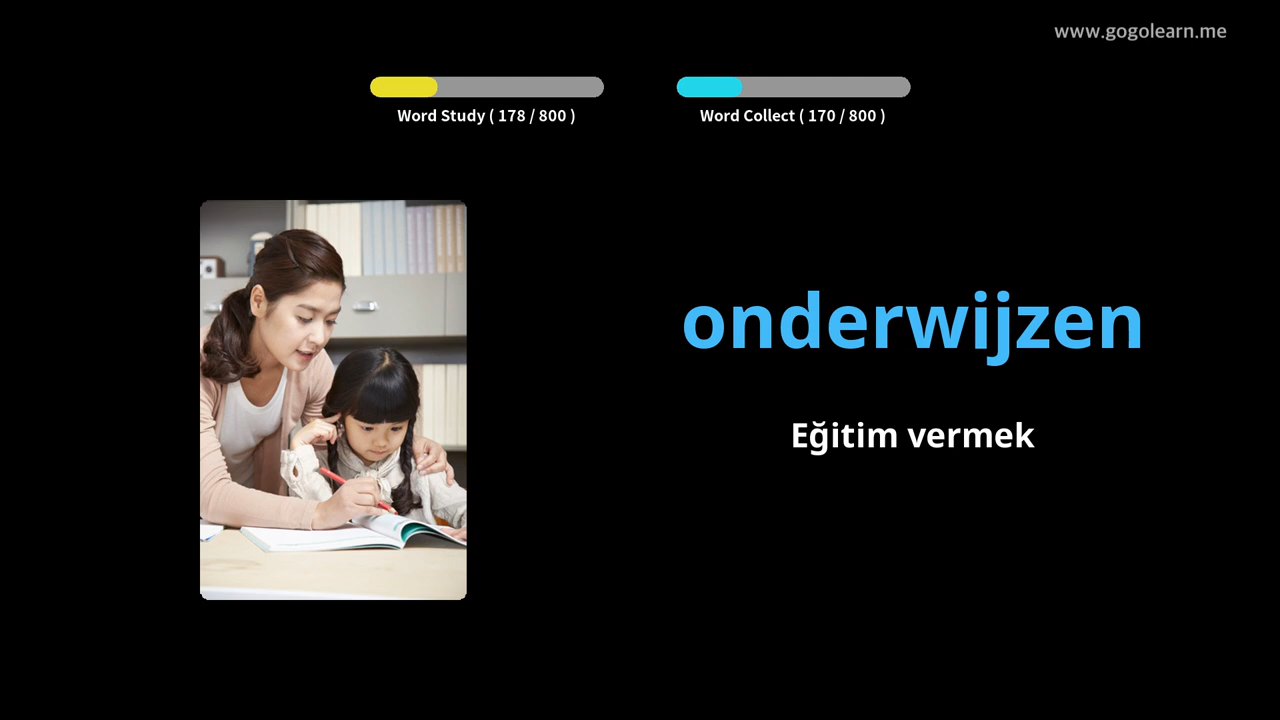 www.gogolearn.me
Word Study ( 178 / 800 )
Word Collect ( 170 / 800 )
onderwijzen
Eğitim vermek